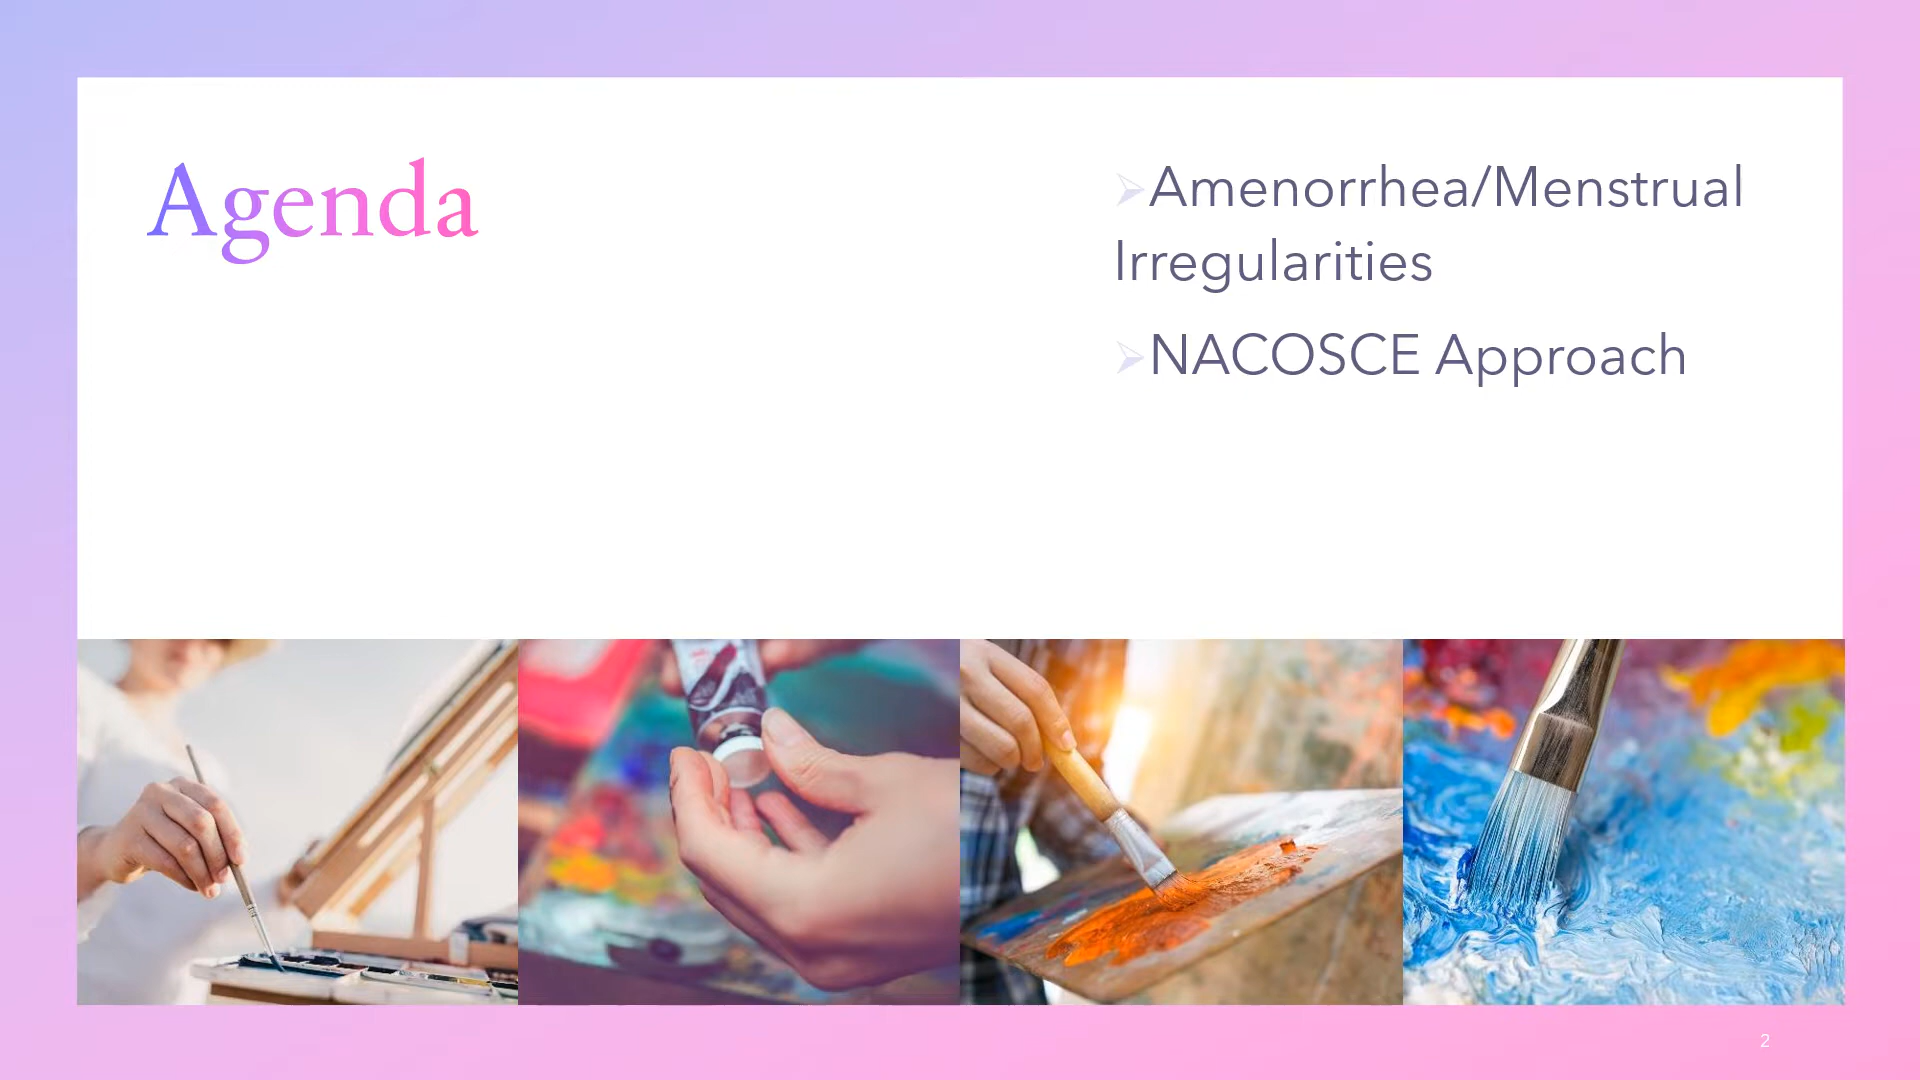 Agenda
➢Amenorrhea/Menstrual
Irregularities
➢NACOSCE Approach
2